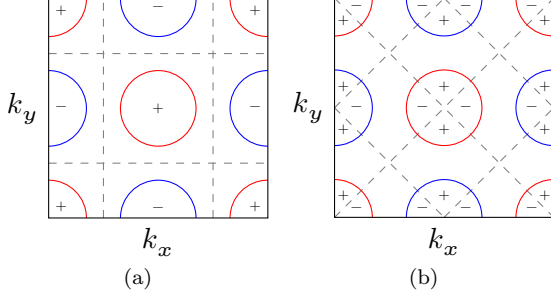 + − +
− + −
+ − +
k_y
k_x
(a)
+ − − + + − − +
− + + −
+ + − −
− − + +
+ − − +
+ + − − + +
− − + + − −
k_y
k_x
(b)